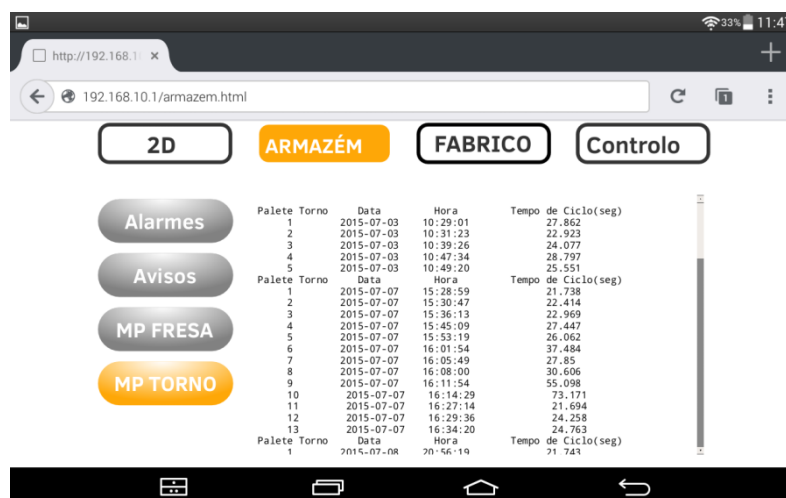 33% 11:4
http://192.168.1
192.168.10.1/armazem.html
1
2D ARMAZÉM FABRICO Controlo
Alarmes
Avisos
MP FRESA
MP TORNO
Palete Torno Data Hora Tempo de Ciclo(seg)
1 2015-07-03 10:29:01 27.862
2 2015-07-03 10:31:23 22.923
3 2015-07-03 10:39:26 24.077
4 2015-07-03 10:47:34 28.797
5 2015-07-03 10:49:20 25.551
Palete Torno Data Hora Tempo de Ciclo(seg)
1 2015-07-07 15:28:59 21.738
2 2015-07-07 15:30:47 22.414
3 2015-07-07 15:36:13 22.969
4 2015-07-07 15:45:09 27.447
5 2015-07-07 15:53:19 26.062
6 2015-07-07 16:01:54 37.484
7 2015-07-07 16:05:49 27.85
8 2015-07-07 16:08:00 30.606
9 2015-07-07 16:11:54 55.098
10 2015-07-07 16:14:29 73.171
11 2015-07-07 16:27:14 21.694
12 2015-07-07 16:29:36 24.258
13 2015-07-07 16:34:20 24.763
Palete Torno Data Hora Tempo de Ciclo(seg)
1 2015-07-08 20:56:19 21.743